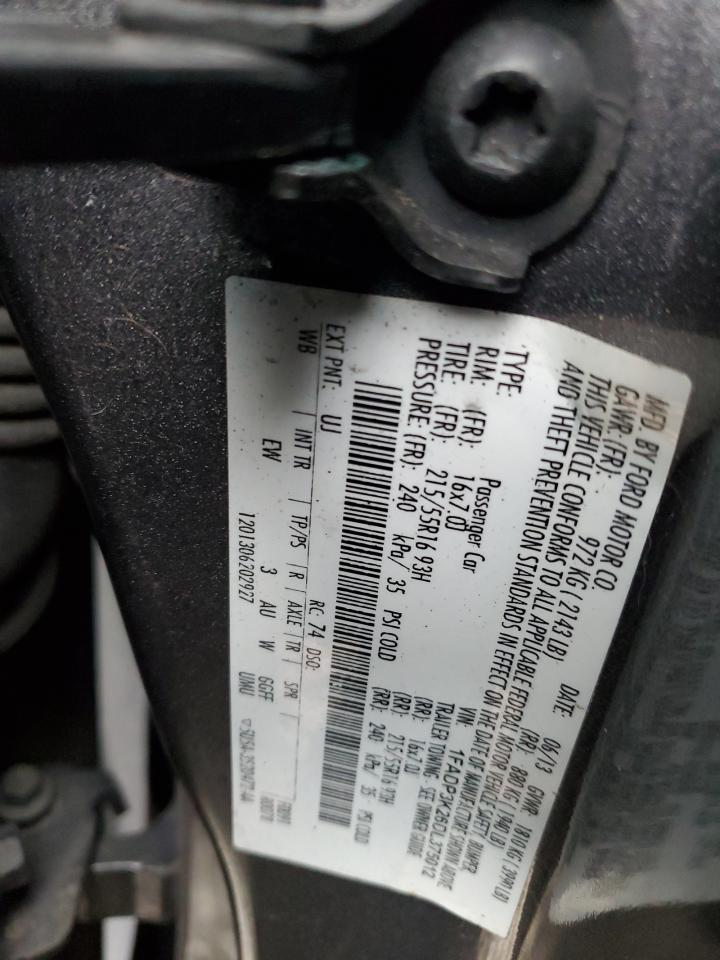 MFD. BY FORD MOTOR CO.
DATE: 06/13 GVWR: 1810 KG ( 3990 LB)
GAWR: (FR): 972 KG ( 2143 LB) (RR): 880 KG ( 1940 LB)
THIS VEHICLE CONFORMS TO ALL APPLICABLE FEDERAL MOTOR VEHICLE SAFETY BUMPER
AND THEFT PREVENTION STANDARDS IN EFFECT ON THE DATE OF MANUFACTURE SHOWN ABOVE
VIN: 1FADP3K26DL375912
TYPE: Passenger Car TRAILER TOWING - SEE OWNER GUIDE
RIM: (FR): 16x7.0J (RR): 16x7.0J
TIRE: (FR): 215/55R16 93H (RR): 215/55R16 93H
PRESSURE: (FR): 240 kPa/ 35 PSI COLD (RR): 240 kPa/ 35 PSI COLD
EXT PNT: UJ RC: 74 DSO:
WB INT TR TP/PS R AXLE TR SPR
EW 3 AU W 6GFF
1201306202927 UMU